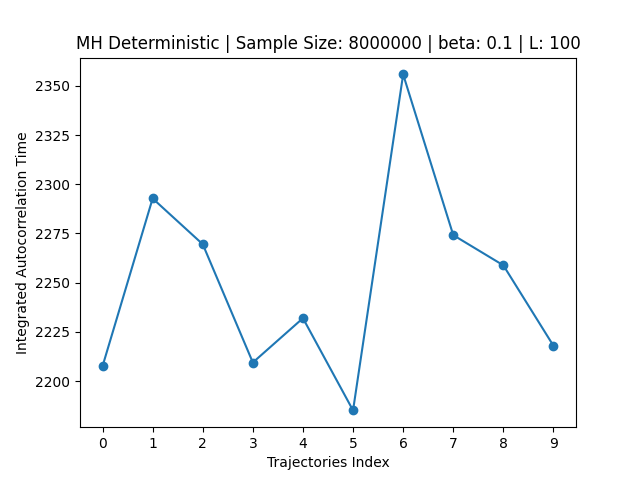 MH Deterministic | Sample Size: 8000000 | beta: 0.1 | L: 100
Integrated Autocorrelation Time
2350
2325
2300
2275
2250
2225
2200
0 1 2 3 4 5 6 7 8 9
Trajectories Index